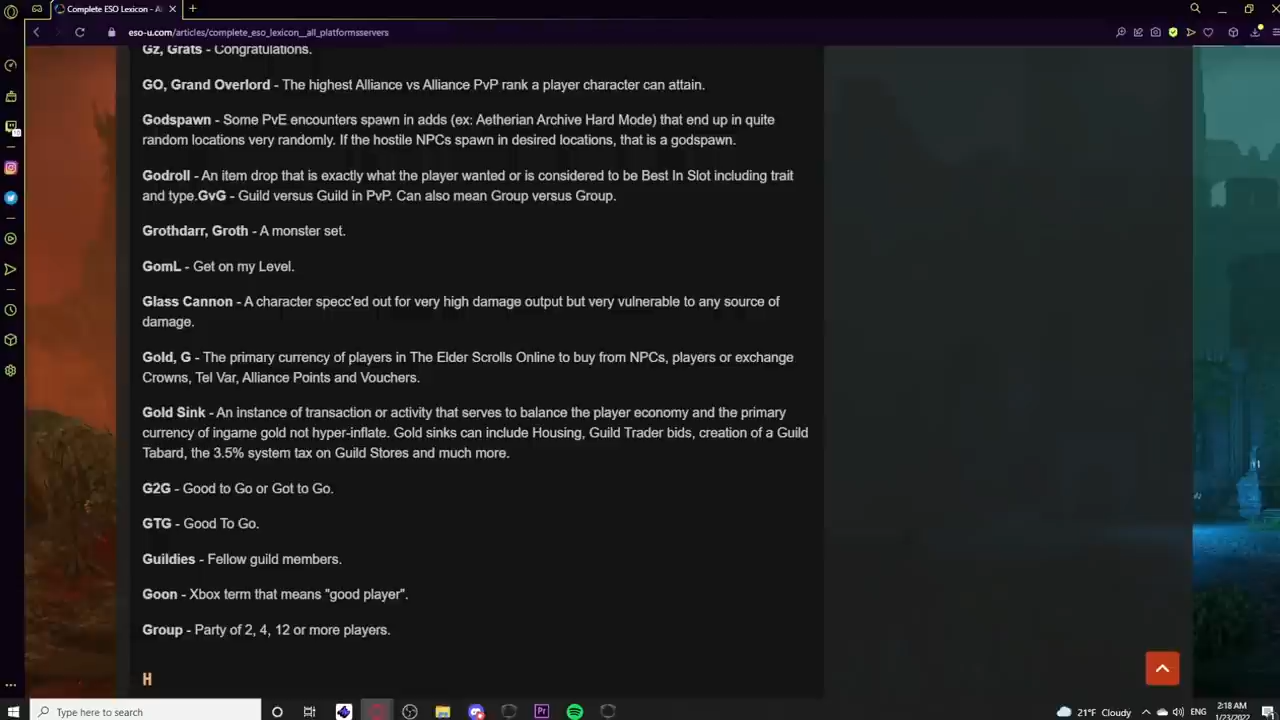 Complete ESO Lexicon - All
eso-u.com/articles/complete_eso_lexicon__all_platformsservers
Gz, Grats - Congratulations.
GO, Grand Overlord - The highest Alliance vs Alliance PvP rank a player character can attain.
Godspawn - Some PvE encounters spawn in adds (ex: Aetherian Archive Hard Mode) that end up in quite
random locations very randomly. If the hostile NPCs spawn in desired locations, that is a godspawn.
Godroll - An item drop that is exactly what the player wanted or is considered to be Best In Slot including trait
and type.GvG - Guild versus Guild in PvP. Can also mean Group versus Group.
Grothdarr, Groth - A monster set.
GomL - Get on my Level.
Glass Cannon - A character specc'ed out for very high damage output but very vulnerable to any source of
damage.
Gold, G - The primary currency of players in The Elder Scrolls Online to buy from NPCs, players or exchange
Crowns, Tel Var, Alliance Points and Vouchers.
Gold Sink - An instance of transaction or activity that serves to balance the player economy and the primary
currency of ingame gold not hyper-inflate. Gold sinks can include Housing, Guild Trader bids, creation of a Guild
Tabard, the 3.5% system tax on Guild Stores and much more.
G2G - Good to Go or Got to Go.
GTG - Good To Go.
Guildies - Fellow guild members.
Goon - Xbox term that means "good player".
Group - Party of 2, 4, 12 or more players.
H
Type here to search
Pr
21°F Cloudy
ENG
2:18 AM
1/23/2022